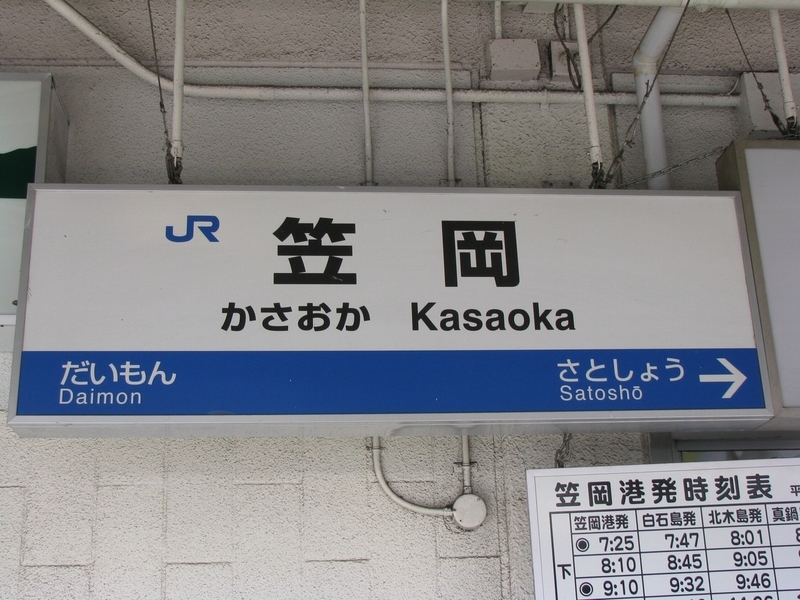 JR 笠岡
かさおか Kasaoka
だいもん さとしょう →
Daimon Satoshō
笠岡港発時刻表 平
笠岡港発 白石島発 北木島発 真鍋
◉ 7:25 7:47 8:01
8:10 8:45 9:05
下
◉ 9:10 9:32 9:46